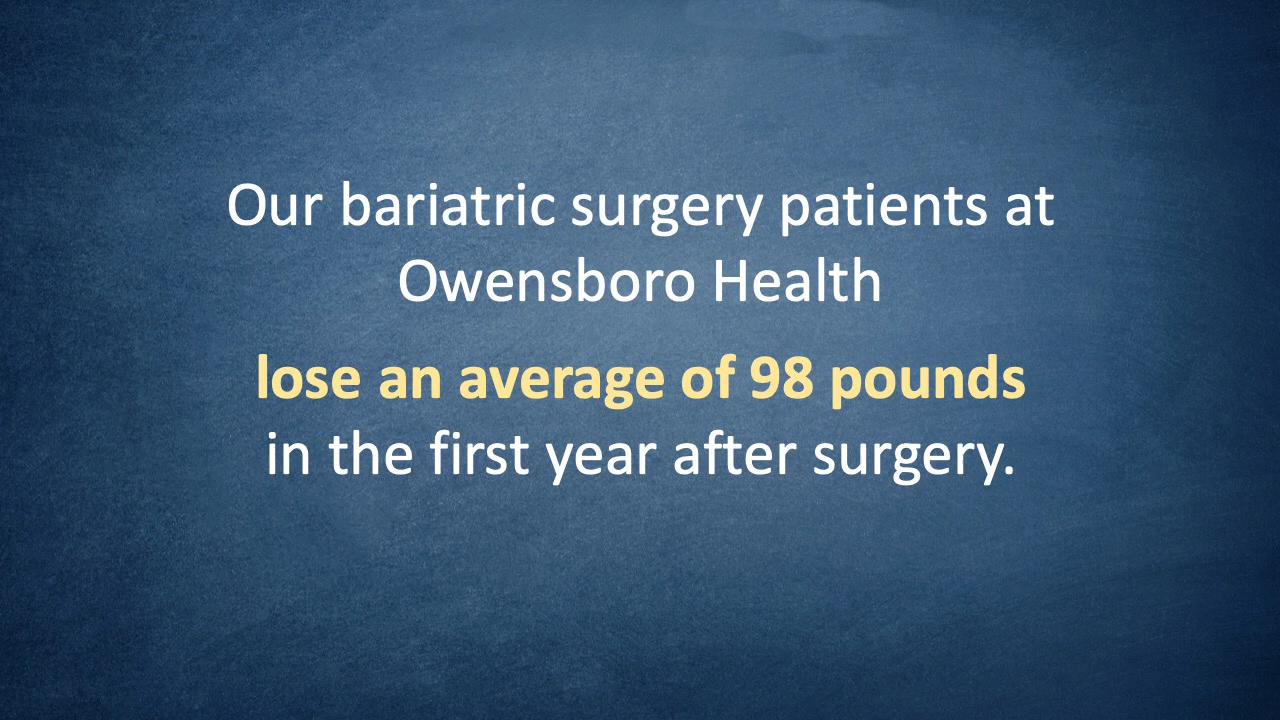 Our bariatric surgery patients at
Owensboro Health
lose an average of 98 pounds
in the first year after surgery.